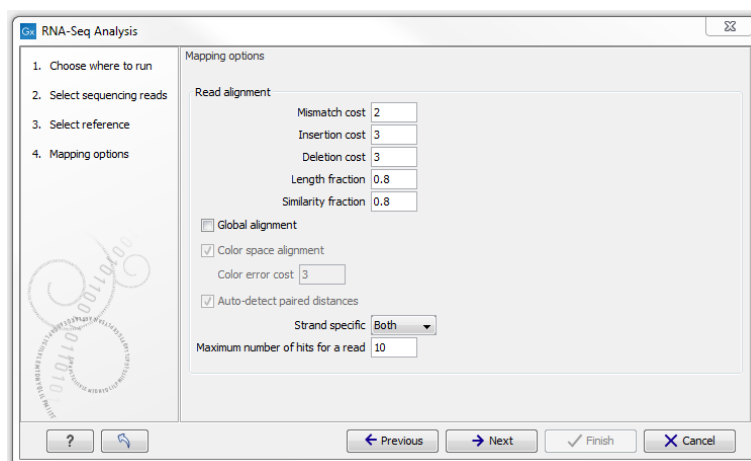 Gx RNA-Seq Analysis
1. Choose where to run
2. Select sequencing reads
3. Select reference
4. Mapping options
Mapping options
Read alignment
Mismatch cost 2
Insertion cost 3
Deletion cost 3
Length fraction 0.8
Similarity fraction 0.8
Global alignment
Color space alignment
Color error cost 3
Auto-detect paired distances
Strand specific Both
Maximum number of hits for a read 10
? Previous Next Finish Cancel